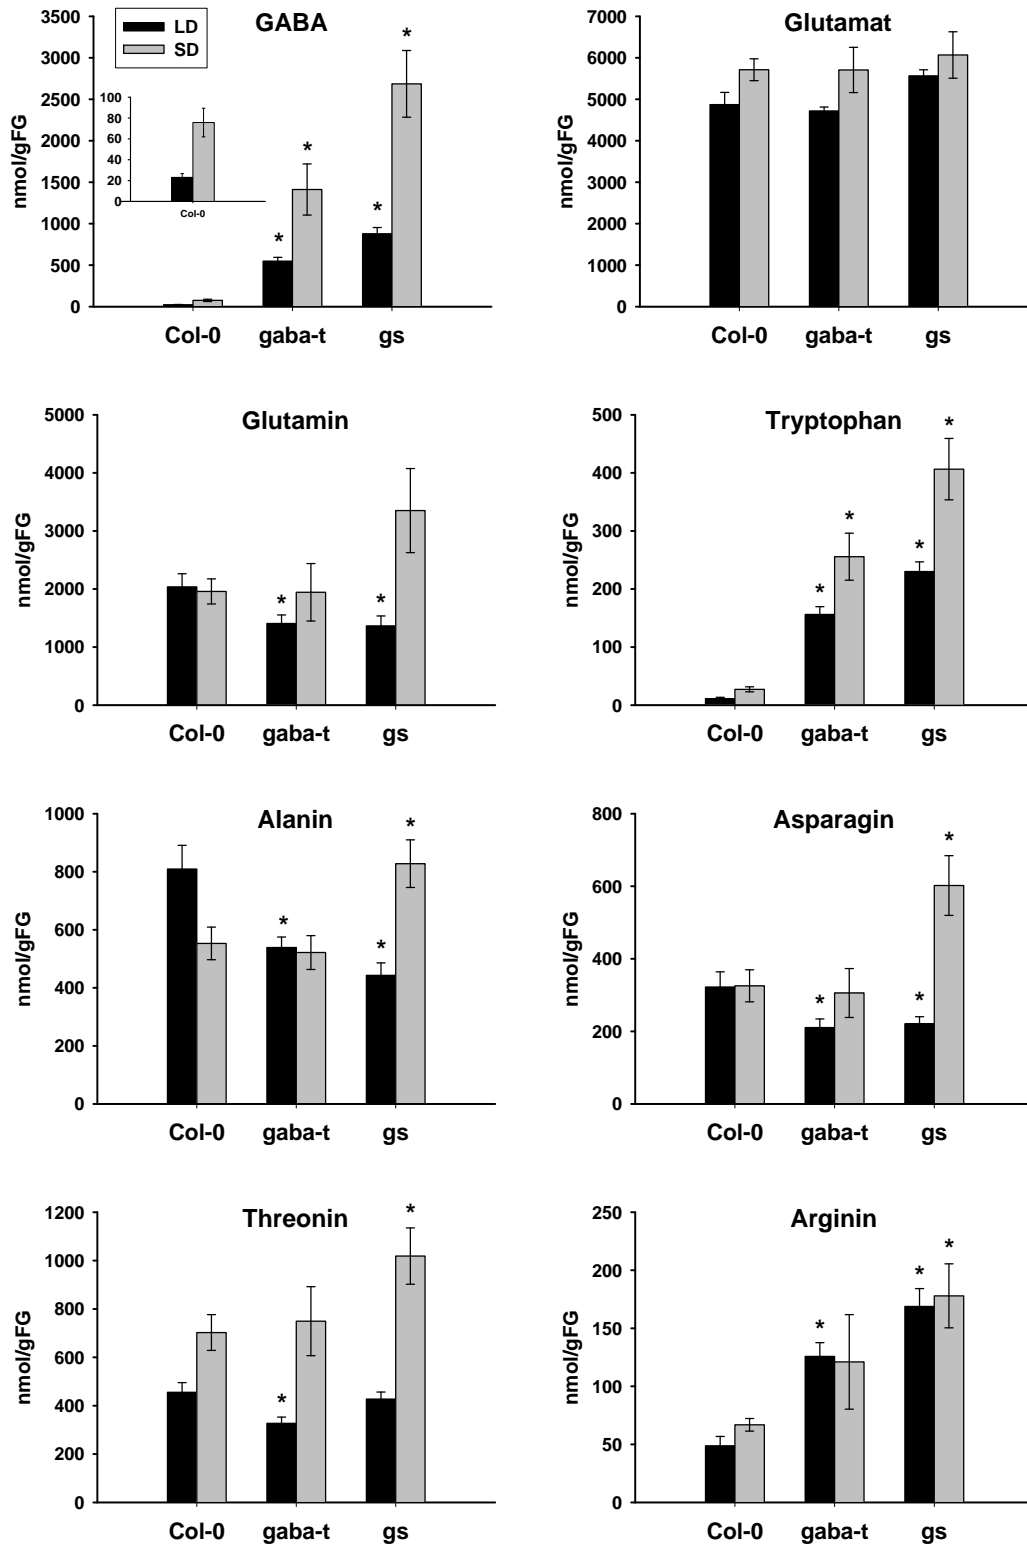 GABA
LD
SD
nmol/gFG
3500
3000
2500
2000
1500
1000
500
0
100
80
60
40
20
0
Col-0
* * * *
Col-0 gaba-t gs
Glutamat
nmol/gFG
7000
6000
5000
4000
3000
2000
1000
0
Col-0 gaba-t gs
Glutamin
nmol/gFG
5000
4000
3000
2000
1000
0
* *
Col-0 gaba-t gs
Tryptophan
nmol/gFG
500
400
300
200
100
0
* * * *
Col-0 gaba-t gs
Alanin
nmol/gFG
1000
800
600
400
200
0
* * *
Col-0 gaba-t gs
Asparagin
nmol/gFG
800
600
400
200
0
* * *
Col-0 gaba-t gs
Threonin
nmol/gFG
1200
1000
800
600
400
200
0
* *
Col-0 gaba-t gs
Arginin
nmol/gFG
250
200
150
100
50
0
* * *
Col-0 gaba-t gs